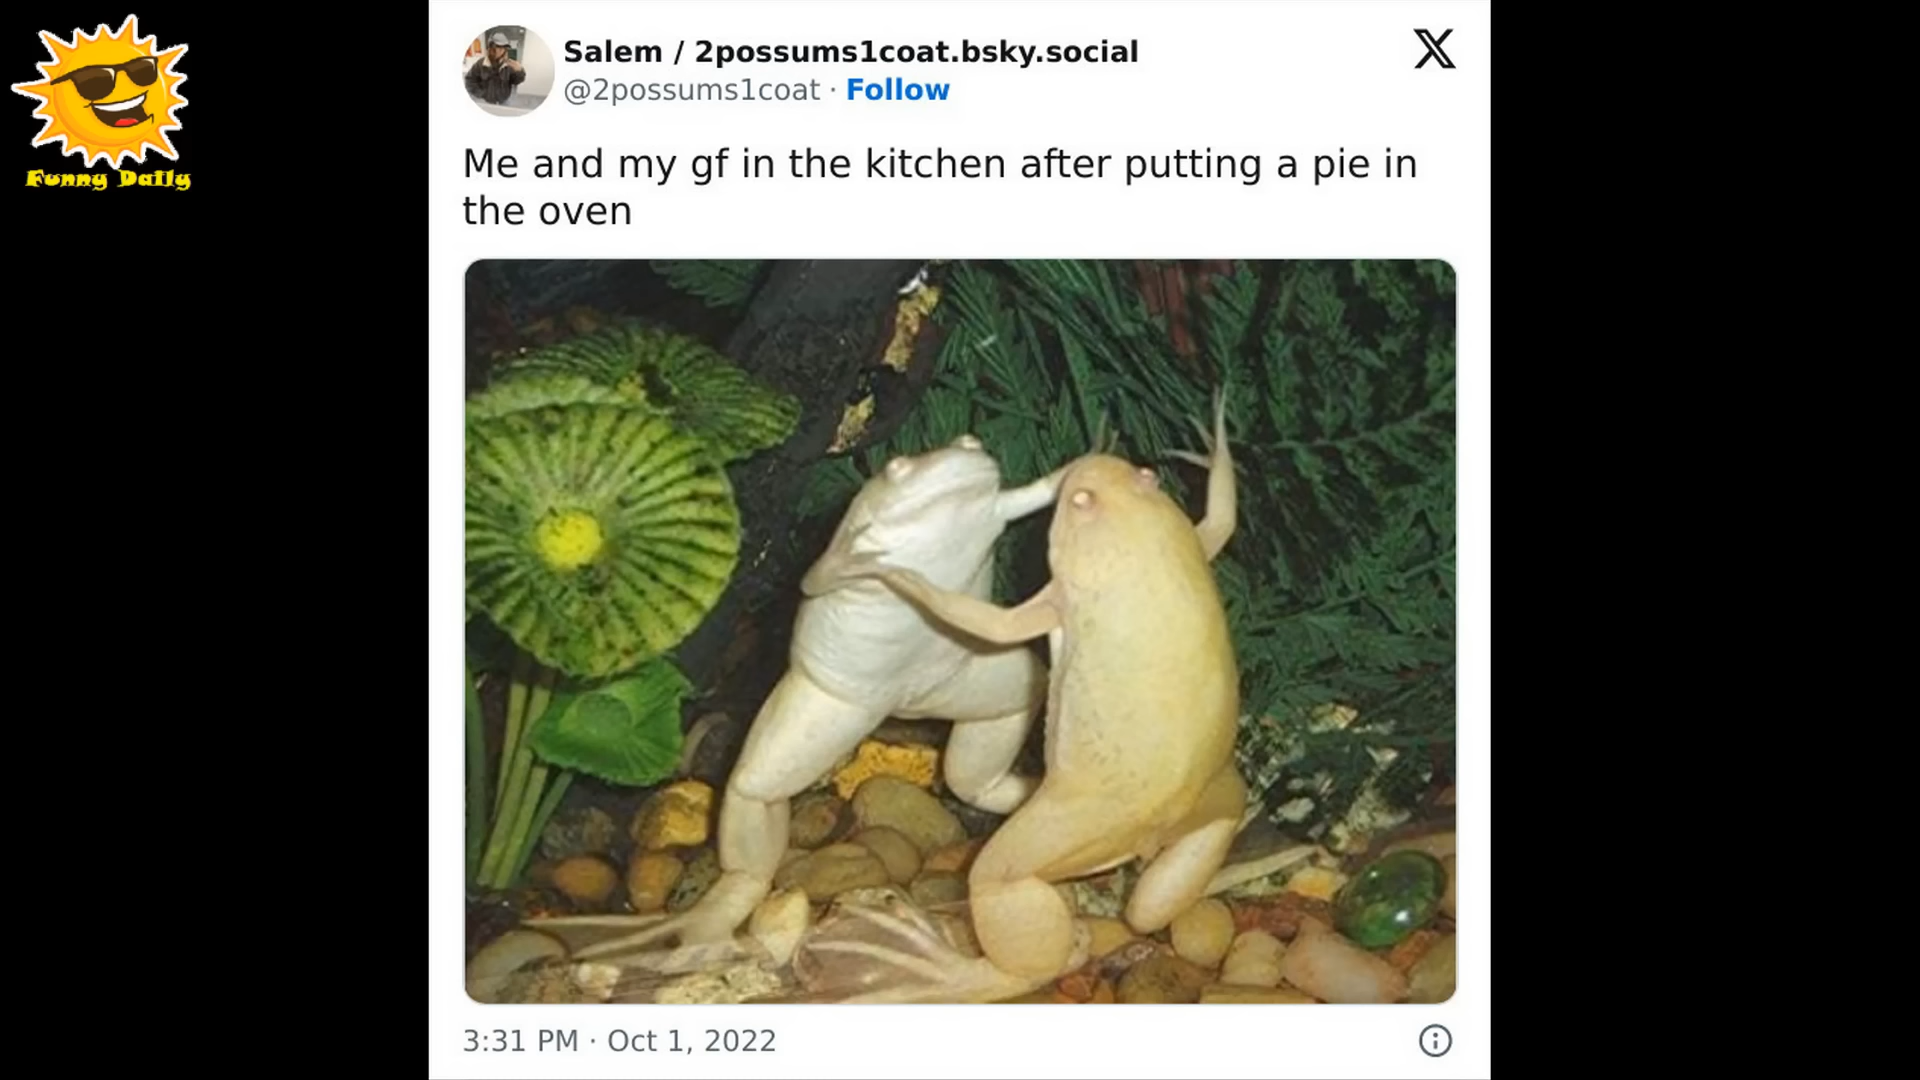 Funny Daily
Salem / 2possums1coat.bsky.social
@2possums1coat · Follow
Me and my gf in the kitchen after putting a pie in
the oven
3:31 PM · Oct 1, 2022